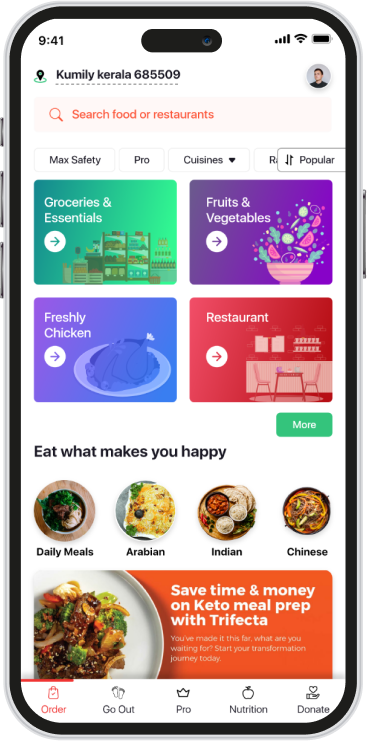 9:41
Kumily kerala 685509
Search food or restaurants
Max Safety
Pro
Cuisines
Popular
Groceries &
Essentials
Fruits &
Vegetables
Freshly
Chicken
Restaurant
More
Eat what makes you happy
Daily Meals
Arabian
Indian
Chinese
Save time & money
on Keto meal prep
with Trifecta
You've made it this far, what are you
waiting for? Start your transformation
journey today.
Order
Go Out
Pro
Nutrition
Donate